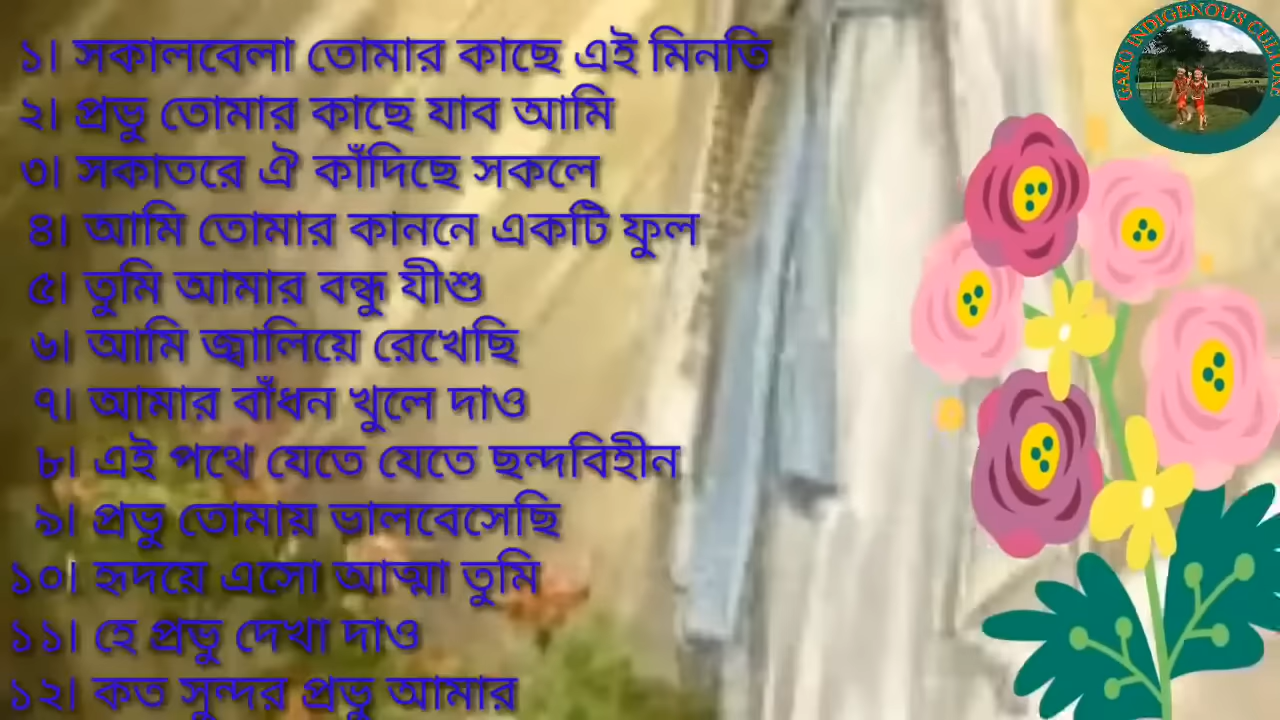 ১। সকালবেলা তোমার কাছে এই মিনতি
২। প্রভু তোমার কাছে যাব আমি
৩। সকাতরে ঐ কাঁদিছে সকলে
৪। আমি তোমার কাননে একটি ফুল
৫। তুমি আমার বন্ধু যীশু
৬। আমি জ্বালিয়ে রেখেছি
৭। আমার বাঁধন খুলে দাও
৮। এই পথে যেতে যেতে ছন্দবিহীন
৯। প্রভু তোমায় ভালবেসেছি
১০। হৃদয়ে এসো আত্মা তুমি
১১। হে প্রভু দেখা দাও
১২। কত সুন্দর প্রভু আমার
GARO INDIGENOUS CULTURE